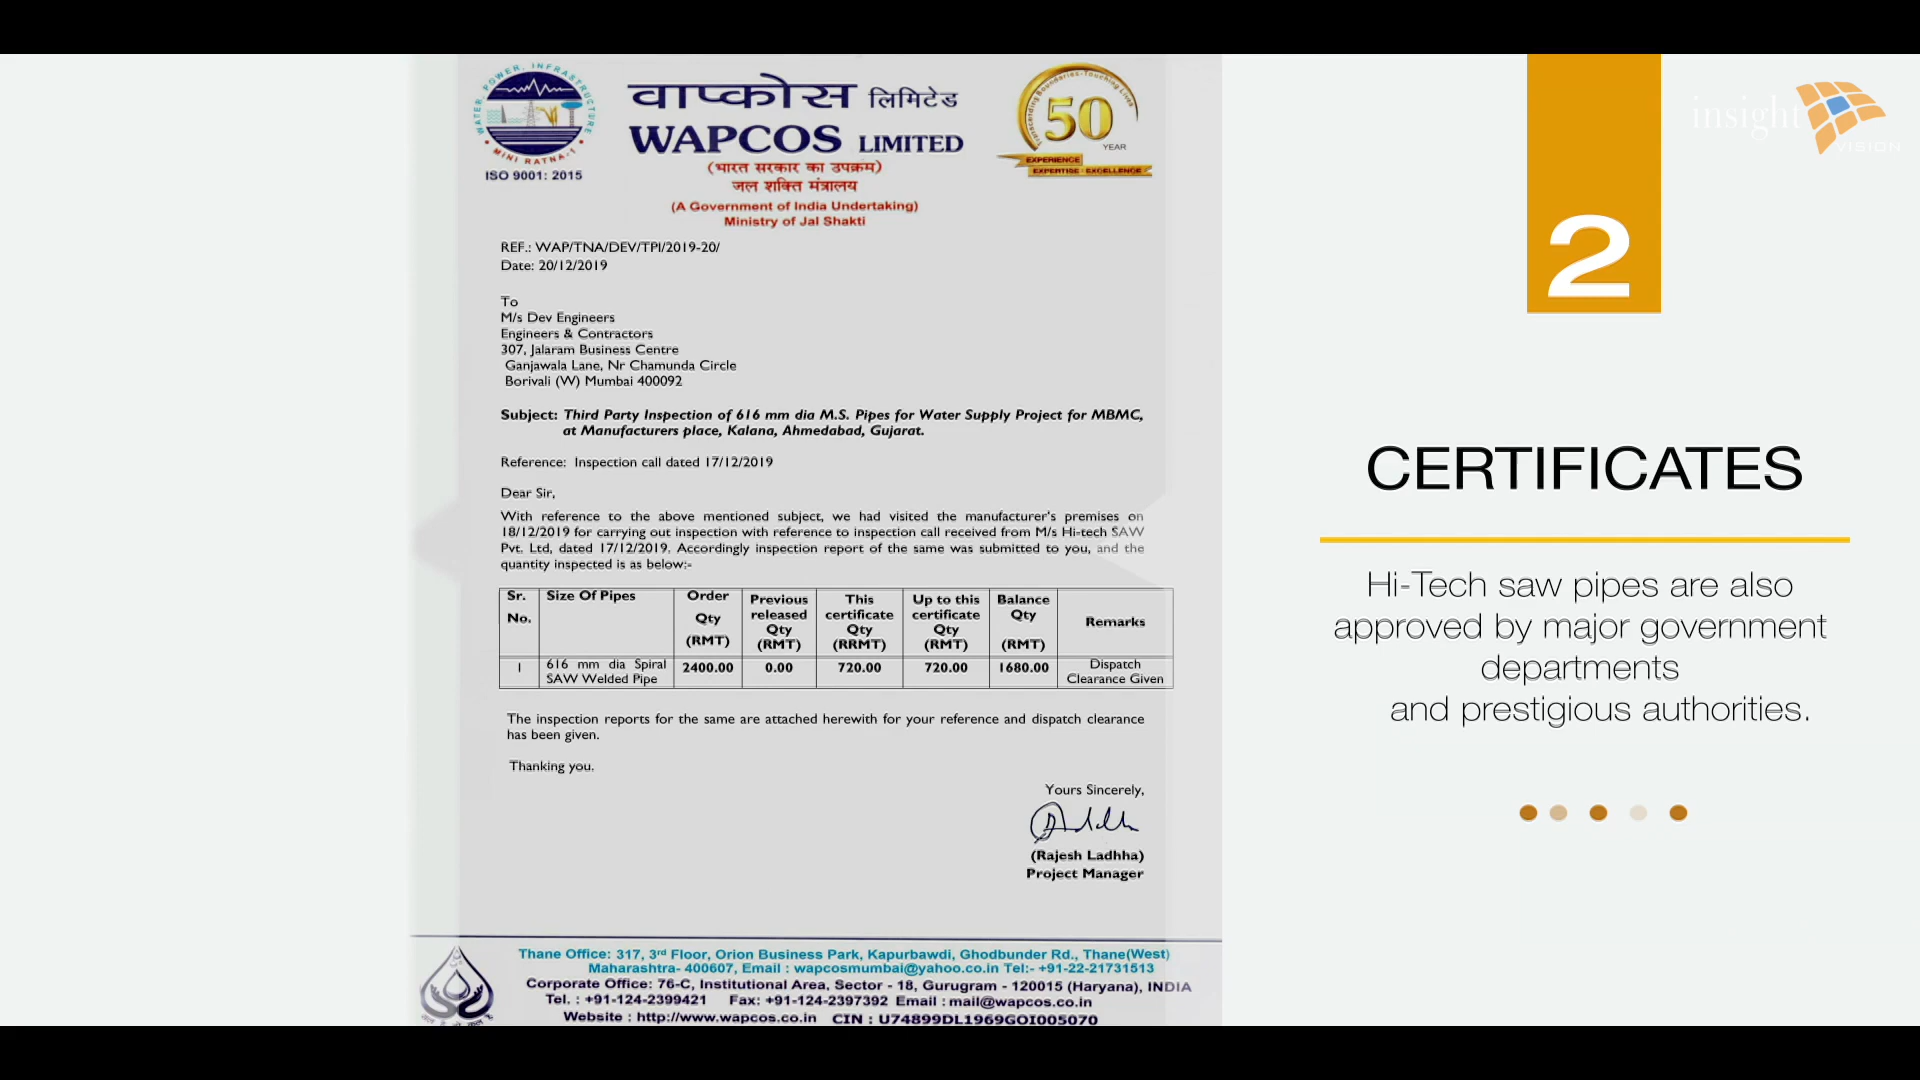 WATER, POWER, INFRASTRUCTURE
MINI RATNA-1
ISO 9001: 2015
वाप्कोस लिमिटेड
WAPCOS LIMITED
(भारत सरकार का उपक्रम)
जल शक्ति मंत्रालय
(A Government of India Undertaking)
Ministry of Jal Shakti
Transcending Boundaries-Touching Lives
50
YEAR
EXPERIENCE
EXPERTISE EXCELLENCE
REF.: WAP/TNA/DEV/TPI/2019-20/
Date: 20/12/2019
To
M/s Dev Engineers
Engineers & Contractors
307, Jalaram Business Centre
Ganjawala Lane, Nr Chamunda Circle
Borivali (W) Mumbai 400092
Subject: Third Party Inspection of 616 mm dia M.S. Pipes for Water Supply Project for MBMC,
at Manufacturers place, Kalana, Ahmedabad, Gujarat.
Reference: Inspection call dated 17/12/2019
Dear Sir,
With reference to the above mentioned subject, we had visited the manufacturer's premises on
18/12/2019 for carrying out inspection with reference to inspection call received from M/s Hi-tech SAW
Pvt. Ltd, dated 17/12/2019. Accordingly inspection report of the same was submitted to you, and the
quantity inspected is as below:-
Sr. No. Size Of Pipes Order Qty (RMT) Previous released Qty (RMT) This certificate Qty (RRMT) Up to this certificate Qty (RMT) Balance Qty (RMT) Remarks
1 616 mm dia Spiral SAW Welded Pipe 2400.00 0.00 720.00 720.00 1680.00 Dispatch Clearance Given
The inspection reports for the same are attached herewith for your reference and dispatch clearance
has been given.
Thanking you.
Yours Sincerely,
(Rajesh Ladhha)
Project Manager
Thane Office: 317, 3rd Floor, Orion Business Park, Kapurbawdi, Ghodbunder Rd., Thane(West)
Maharashtra- 400607, Email : wapcosmumbai@yahoo.co.in Tel:- +91-22-21731513
Corporate Office: 76-C, Institutional Area, Sector - 18, Gurugram - 120015 (Haryana), INDIA
Tel. : +91-124-2399421 Fax: +91-124-2397392 Email : mail@wapcos.co.in
Website : http://www.wapcos.co.in CIN : U74899DL1969GOI005070
insight
VISION
2
CERTIFICATES
Hi-Tech saw pipes are also
approved by major government
departments
and prestigious authorities.